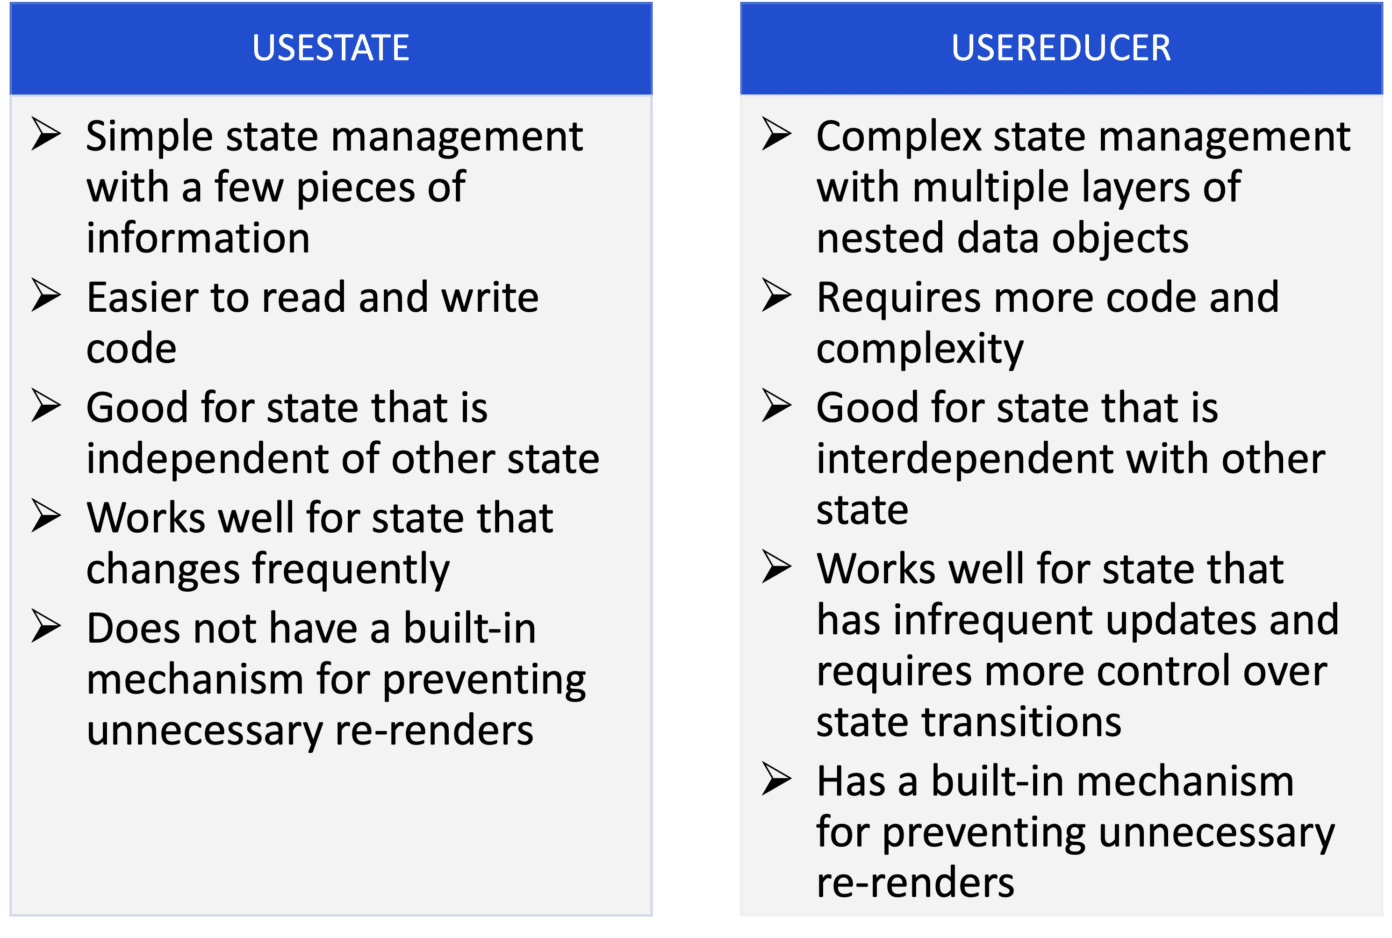 USESTATE
Simple state management
with a few pieces of
information
Easier to read and write
code
Good for state that is
independent of other state
Works well for state that
changes frequently
Does not have a built-in
mechanism for preventing
unnecessary re-renders
USEREDUCER
Complex state management
with multiple layers of
nested data objects
Requires more code and
complexity
Good for state that is
interdependent with other
state
Works well for state that
has infrequent updates and
requires more control over
state transitions
Has a built-in mechanism
for preventing unnecessary
re-renders